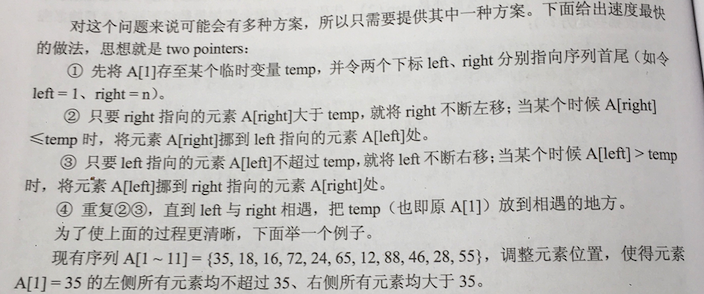 对这个问题来说可能会有多种方案，所以只需要提供其中一种方案。下面给出速度最快
的做法，思想就是 two pointers：
① 先将 A[1]存至某个临时变量 temp，并令两个下标 left、right 分别指向序列首尾（如令
left = 1、right = n）。
② 只要 right 指向的元素 A[right]大于 temp，就将 right 不断左移；当某个时候 A[right]
≤temp 时，将元素 A[right]挪到 left 指向的元素 A[left]处。
③ 只要 left 指向的元素 A[left]不超过 temp，就将 left 不断右移；当某个时候 A[left] > temp
时，将元素 A[left]挪到 right 指向的元素 A[right]处。
④ 重复②③，直到 left 与 right 相遇，把 temp（也即原 A[1]）放到相遇的地方。
为了使上面的过程更清晰，下面举一个例子。
现有序列 A[1 ~ 11] = {35, 18, 16, 72, 24, 65, 12, 88, 46, 28, 55}，调整元素位置，使得元素
A[1] = 35 的左侧所有元素均不超过 35、右侧所有元素均大于 35。